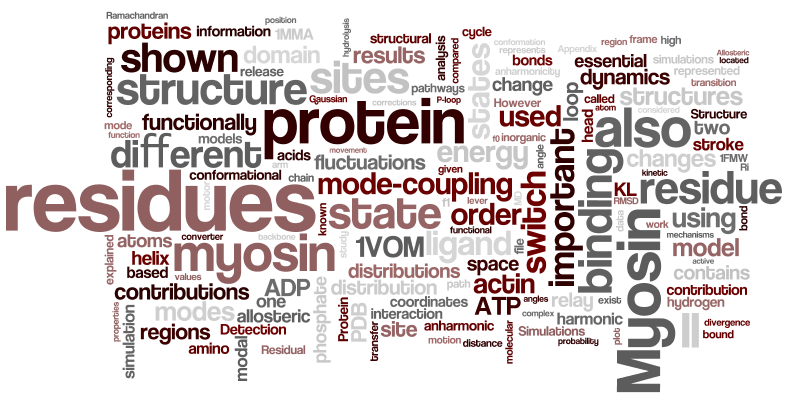 Ramachandran
position
proteins
information
1MMA
hydrolysis
structural
cycle
conformation
represents
Appendix
region
frame
high
shown
domain
results
analysis
compared
bonds
anharmonicity
essential
simulations
Allosteric
located
corresponding
release
sites
pathways
change
dynamics
represented
transition
structure
Gaussian
corrections
P-loop
states
However
loop
called
atom
structures
considered
mode
function
functionally
models
protein
used
f0
inorganic
head
also
two
Structure
stroke
different
acids
fluctuations
movement
energy
angle
important
changes
1FMW
Ri
arm
conformational
chain
mode-coupling
given
switch
binding
KL
RMSD
kinetic
residue
residues
motor
known
state
f1
lever
order
MD
functional
data
work
using
bond
explained
atoms
converter
backbone
study
1VOM
ligand
file
mechanisms
model
helix
myosin
based
values
distributions
space
active
contains
contributions
ADP
distribution
path
actin
Myosin
contribution
properties
simulation
modes
one
allosteric
phosphate
Protein
PDB
coordinates
interaction
ATP
angles
relay
exist
hydrogen
regions
Detection
modal
transfer
site
anharmonic
complex
harmonic
II
divergence
bound
amino
Residual
motion
distance
molecular
Simulations
probability
plot